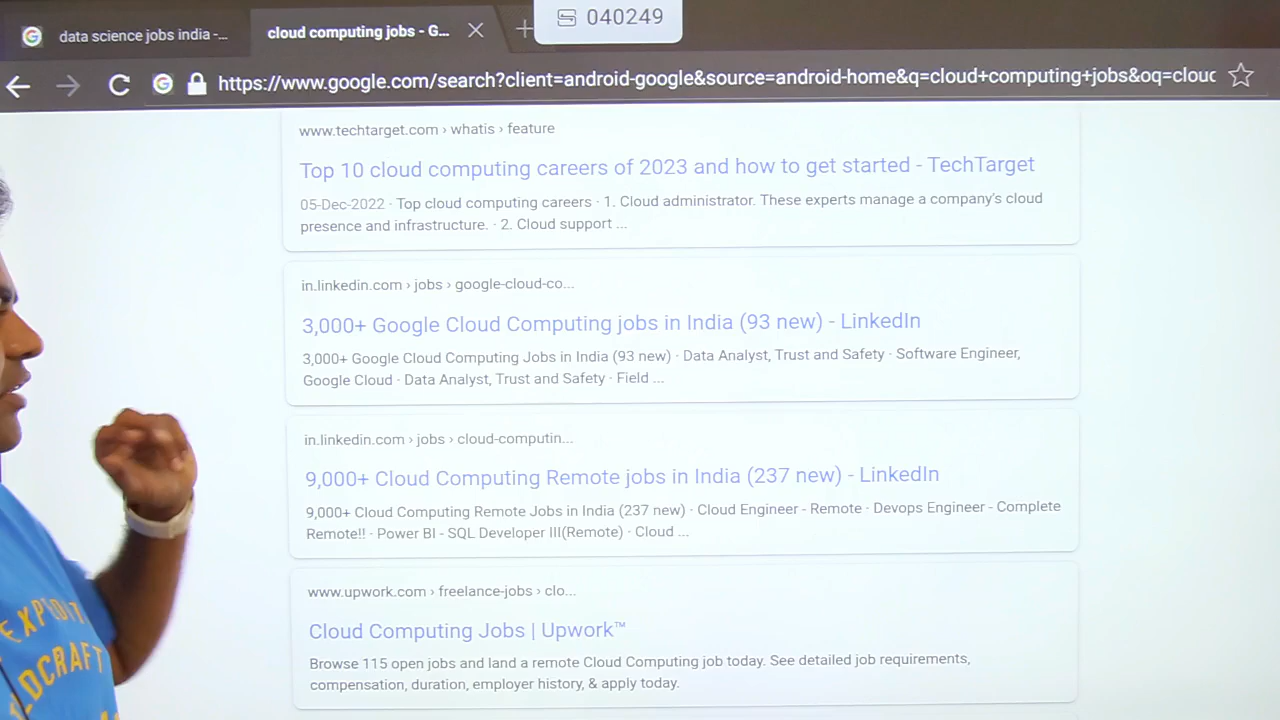 data science jobs india -...
cloud computing jobs - G...
040249
https://www.google.com/search?client=android-google&source=android-home&q=cloud+computing+jobs&oq=clouc
www.techtarget.com › whatis › feature
Top 10 cloud computing careers of 2023 and how to get started - TechTarget
05-Dec-2022 · Top cloud computing careers · 1. Cloud administrator. These experts manage a company's cloud
presence and infrastructure. · 2. Cloud support ...
in.linkedin.com › jobs › google-cloud-co...
3,000+ Google Cloud Computing jobs in India (93 new) - LinkedIn
3,000+ Google Cloud Computing Jobs in India (93 new) · Data Analyst, Trust and Safety · Software Engineer,
Google Cloud · Data Analyst, Trust and Safety · Field ...
in.linkedin.com › jobs › cloud-computin...
9,000+ Cloud Computing Remote jobs in India (237 new) - LinkedIn
9,000+ Cloud Computing Remote Jobs in India (237 new) · Cloud Engineer - Remote · Devops Engineer - Complete
Remote!! · Power BI - SQL Developer III(Remote) · Cloud ...
www.upwork.com › freelance-jobs › clo...
Cloud Computing Jobs | Upwork™
Browse 115 open jobs and land a remote Cloud Computing job today. See detailed job requirements,
compensation, duration, employer history, & apply today.